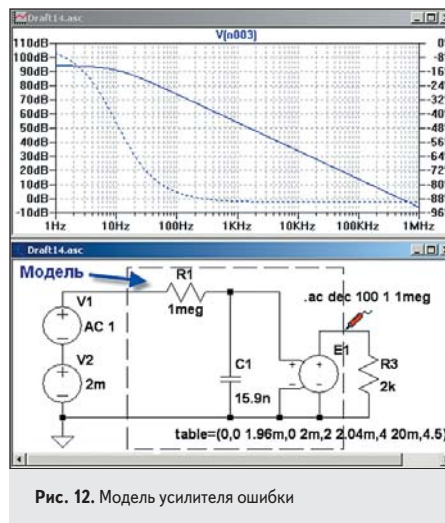 Draft14.asc
V(n003)
110dB 0°
100dB -8°
90dB -16
80dB -24
70dB -32
60dB -40
50dB -48
40dB -56
30dB -64
20dB -72
10dB -80
0dB -88
-10dB -96
1Hz 10Hz 100Hz 1KHz 10KHz 100KHz 1MHz
Draft14.asc
Модель
R1
1meg
.ac dec 100 1 1meg
V1
AC 1
E1
V2
2m
C1
15.9n
R3
2k
table=(0,0 1.96m,0 2m,2 2.04m,4 20m,4.5)
Рис. 12. Модель усилителя ошибки